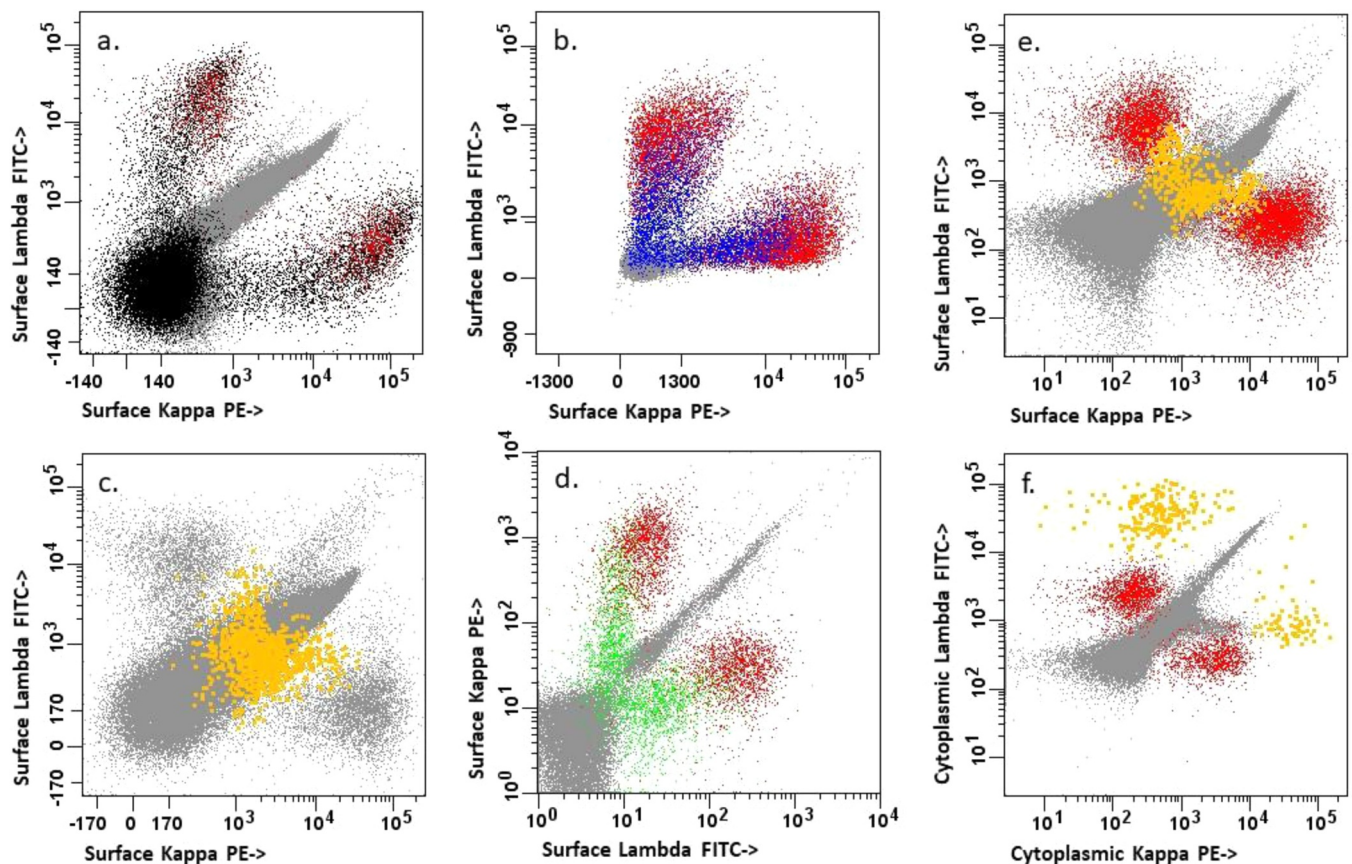 a.
10^5
10^4
10^3
140
-140
Surface Lambda FITC->
-140 140 10^3 10^4 10^5
Surface Kappa PE->
b.
10^5
10^4
10^3
0
-900
Surface Lambda FITC->
-1300 0 1300 10^4 10^5
Surface Kappa PE->
e.
10^5
10^4
10^3
10^2
10^1
Surface Lambda FITC->
10^1 10^2 10^3 10^4 10^5
Surface Kappa PE->
c.
10^5
10^4
10^3
170
0
-170
Surface Lambda FITC->
-170 0 170 10^3 10^4 10^5
Surface Kappa PE->
d.
10^4
10^3
10^2
10^1
10^0
Surface Kappa PE->
10^0 10^1 10^2 10^3 10^4
Surface Lambda FITC->
f.
10^5
10^4
10^3
10^2
10^1
Cytoplasmic Lambda FITC->
10^1 10^2 10^3 10^4 10^5
Cytoplasmic Kappa PE->